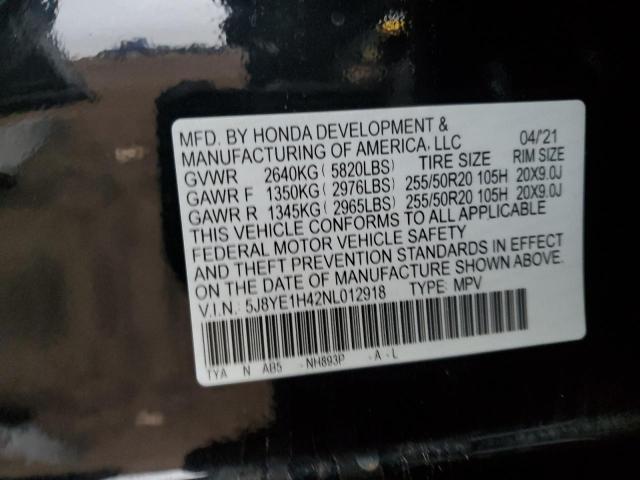 MFD. BY HONDA DEVELOPMENT &
MANUFACTURING OF AMERICA, LLC 04/'21
GVWR 2640KG( 5820LBS) TIRE SIZE RIM SIZE
GAWR F 1350KG( 2976LBS) 255/50R20 105H 20X9.0J
GAWR R 1345KG( 2965LBS) 255/50R20 105H 20X9.0J
THIS VEHICLE CONFORMS TO ALL APPLICABLE
FEDERAL MOTOR VEHICLE SAFETY
AND THEFT PREVENTION STANDARDS IN EFFECT
ON THE DATE OF MANUFACTURE SHOWN ABOVE.
V.I.N.: 5J8YE1H42NL012918 TYPE: MPV
TYA N AB5 -NH893P -A-L